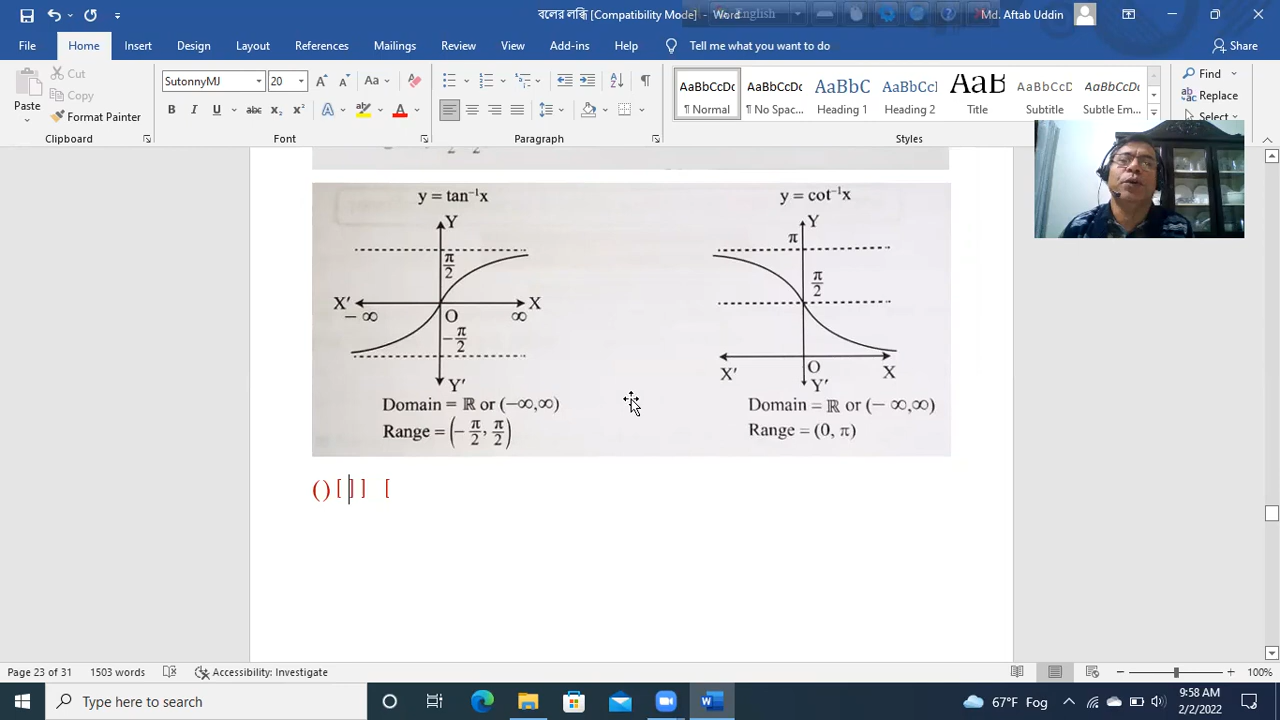 বলের লব্ধি [Compatibility Mode] - Word
English
Md. Aftab Uddin
File Home Insert Design Layout References Mailings Review View Add-ins Help Tell me what you want to do Share
Paste
Cut
Copy
Format Painter
Clipboard
SutonnyMJ 20
Font
Paragraph
AaBbCcDc AaBbCcDc AaBbC AaBbCc AaB AaBbCcD AaBbCcDc
¶ Normal ¶ No Spac... Heading 1 Heading 2 Title Subtitle Subtle Em...
Styles
Find
Replace
Select
y = tan⁻¹x
Y
π/2
X′ X
− ∞ O ∞
−π/2
Y′
Domain = ℝ or (−∞,∞)
Range = (−π/2, π/2)
y = cot⁻¹x
Y
π
π/2
O
X′ Y′ X
Domain = ℝ or (− ∞,∞)
Range = (0, π)
() [ ] ] [
Page 23 of 31 1503 words Accessibility: Investigate 100%
Type here to search
67°F Fog
9:58 AM
2/2/2022